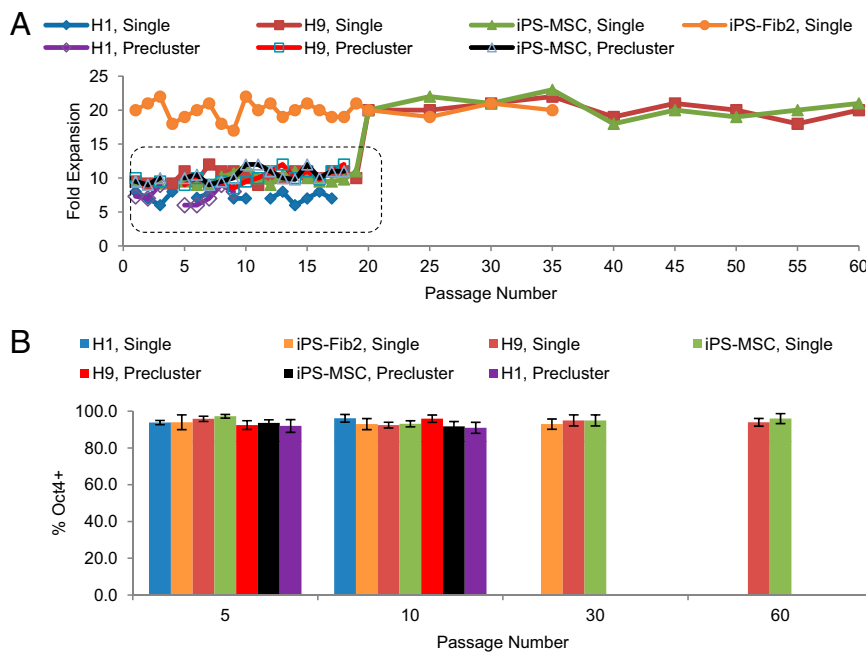 A
H1, Single
H9, Single
iPS-MSC, Single
iPS-Fib2, Single
H1, Precluster
H9, Precluster
iPS-MSC, Precluster
Fold Expansion
25
20
15
10
5
0
0 5 10 15 20 25 30 35 40 45 50 55 60
Passage Number
B
H1, Single
iPS-Fib2, Single
H9, Single
iPS-MSC, Single
H9, Precluster
iPS-MSC, Precluster
H1, Precluster
% Oct4+
100.0
80.0
60.0
40.0
20.0
0.0
5 10 30 60
Passage Number